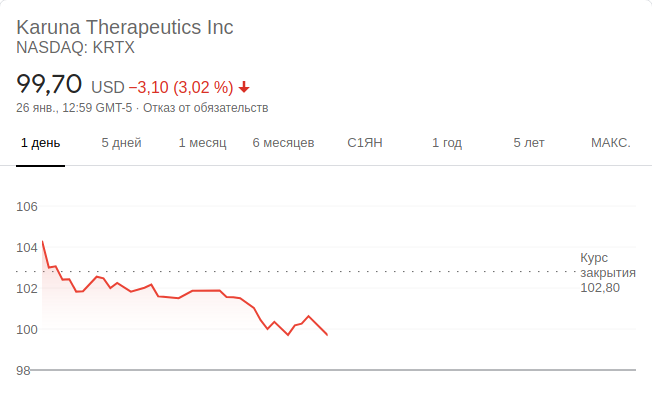 Karuna Therapeutics Inc
NASDAQ: KRTX
99,70 USD −3,10 (3,02 %)
26 янв., 12:59 GMT-5 · Отказ от обязательств
1 день 5 дней 1 месяц 6 месяцев С1ЯН 1 год 5 лет МАКС.
106
104
Курс
закрытия
102,80
102
100
98